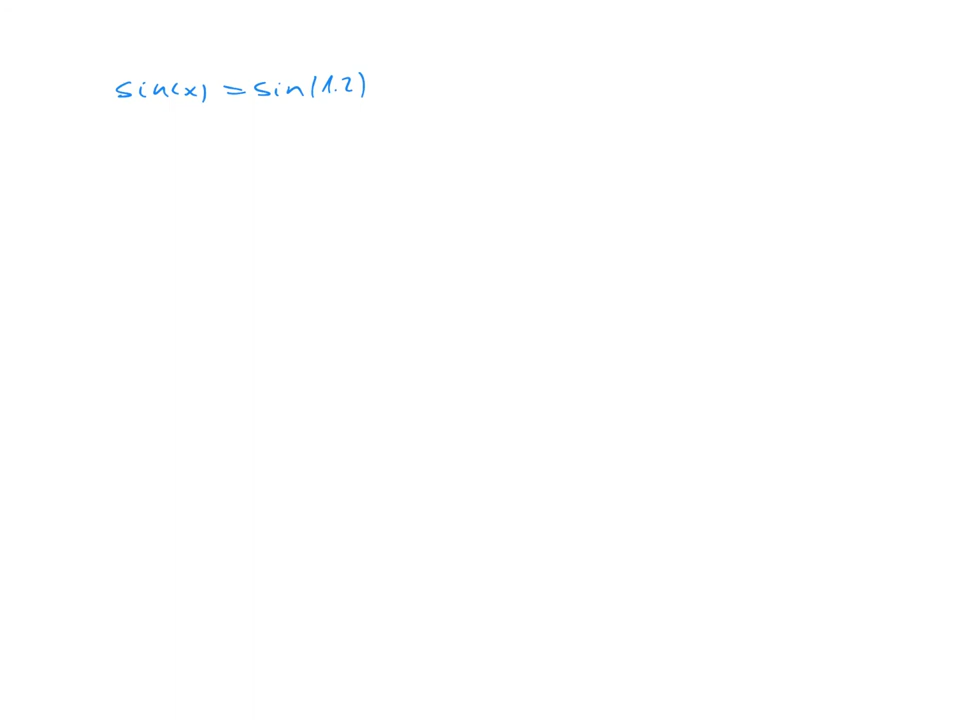 sin(x) = sin(1.2)